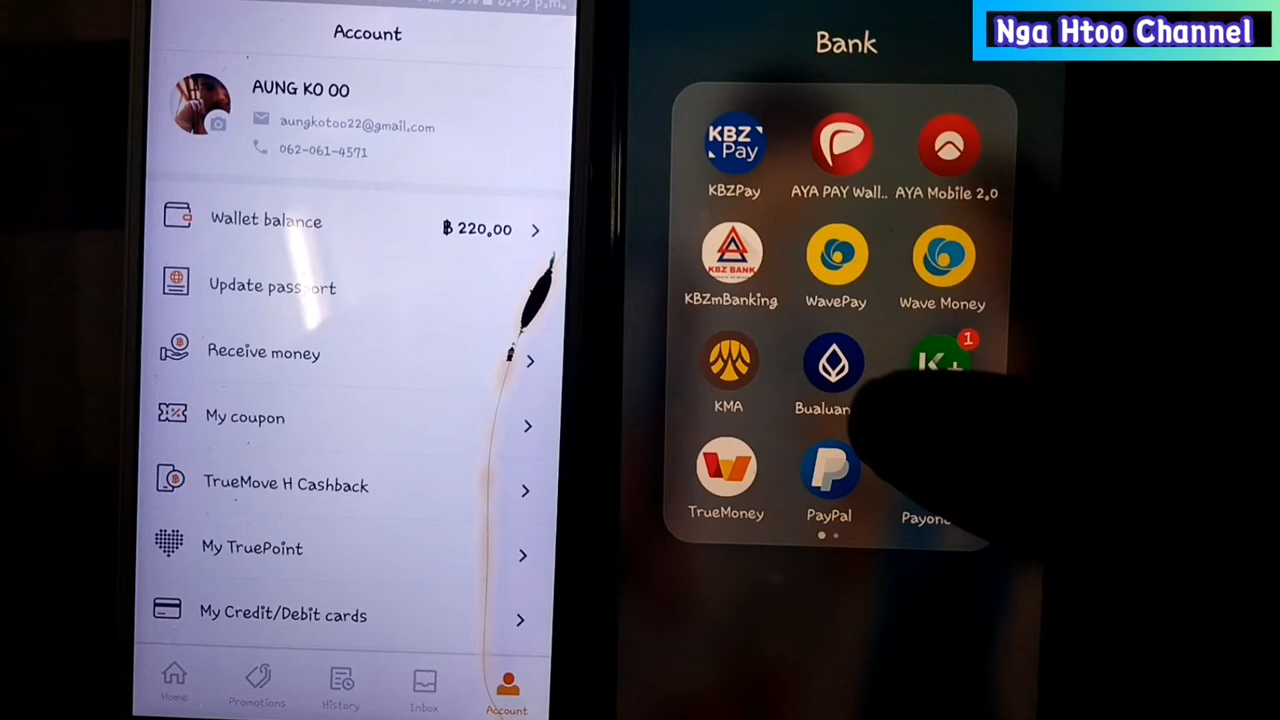 Nga Htoo Channel
Account
AUNG KO OO
aungkotoo22@gmail.com
062-061-4571
Wallet balance
฿ 220.00
Update passport
Receive money
My coupon
TrueMove H Cashback
My TruePoint
My Credit/Debit cards
Home
Promotions
History
Inbox
Account
Bank
KBZ Pay
KBZPay
AYA PAY Wall..
AYA Mobile 2.0
KBZ BANK
KBZmBanking
WavePay
Wave Money
KMA
K+
1
TrueMoney
PayPal